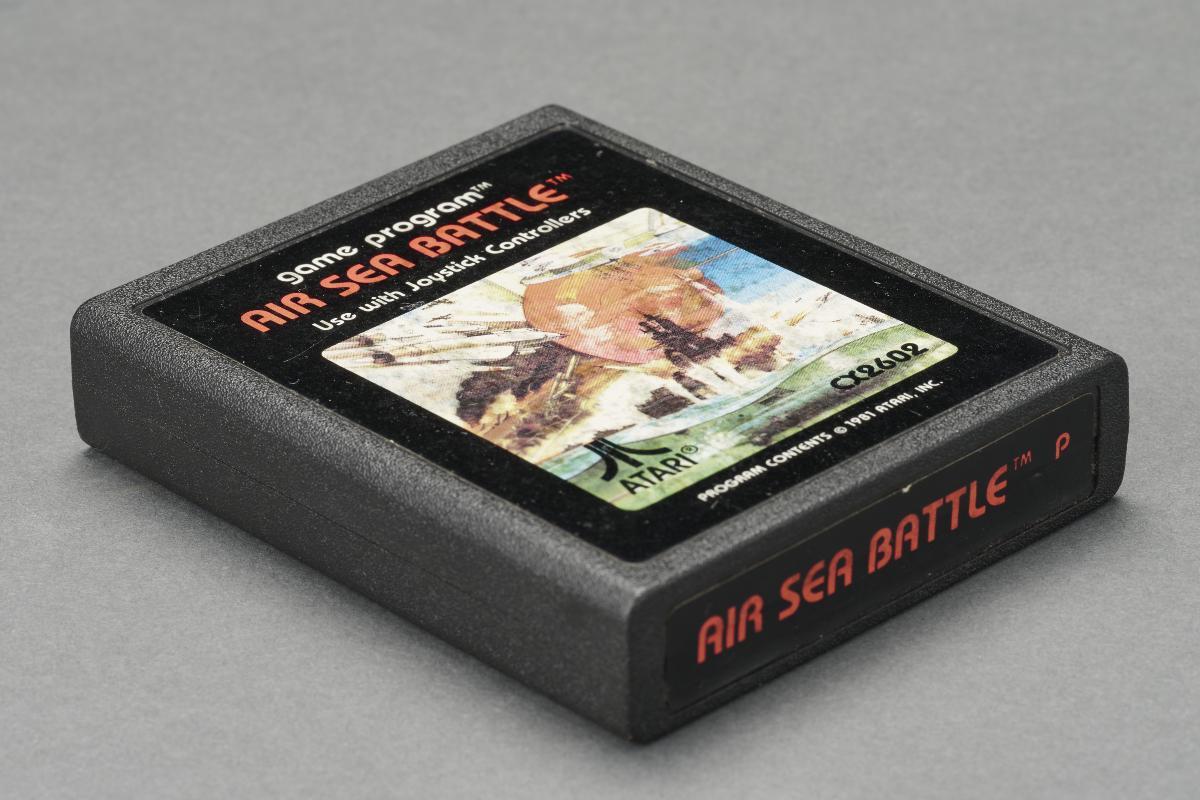 game program™
AIR SEA BATTLE™
Use with Joystick Controllers
CX2602
ATARI®
PROGRAM CONTENTS © 1981 ATARI, INC.
AIR SEA BATTLE™ P